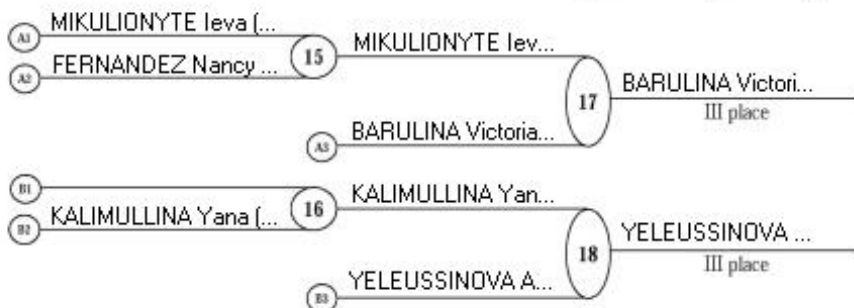 A1 MIKULIONYTE Ieva (...
15
MIKULIONYTE Iev...
A2 FERNANDEZ Nancy ...
17
BARULINA Victori...
III place
A3 BARULINA Victoria...
B1
16
KALIMULLINA Yan...
B2 KALIMULLINA Yana (...
18
YELEUSSINOVA ...
III place
B3 YELEUSSINOVA A...